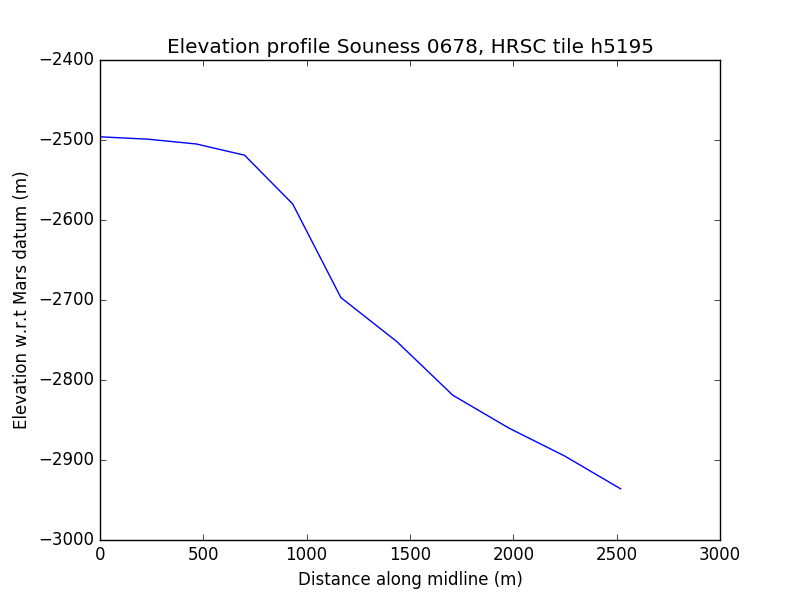 Elevation profile Souness 0678, HRSC tile h5195
−2400
−2500
−2600
−2700
−2800
−2900
−3000
Elevation w.r.t Mars datum (m)
0 500 1000 1500 2000 2500 3000
Distance along midline (m)